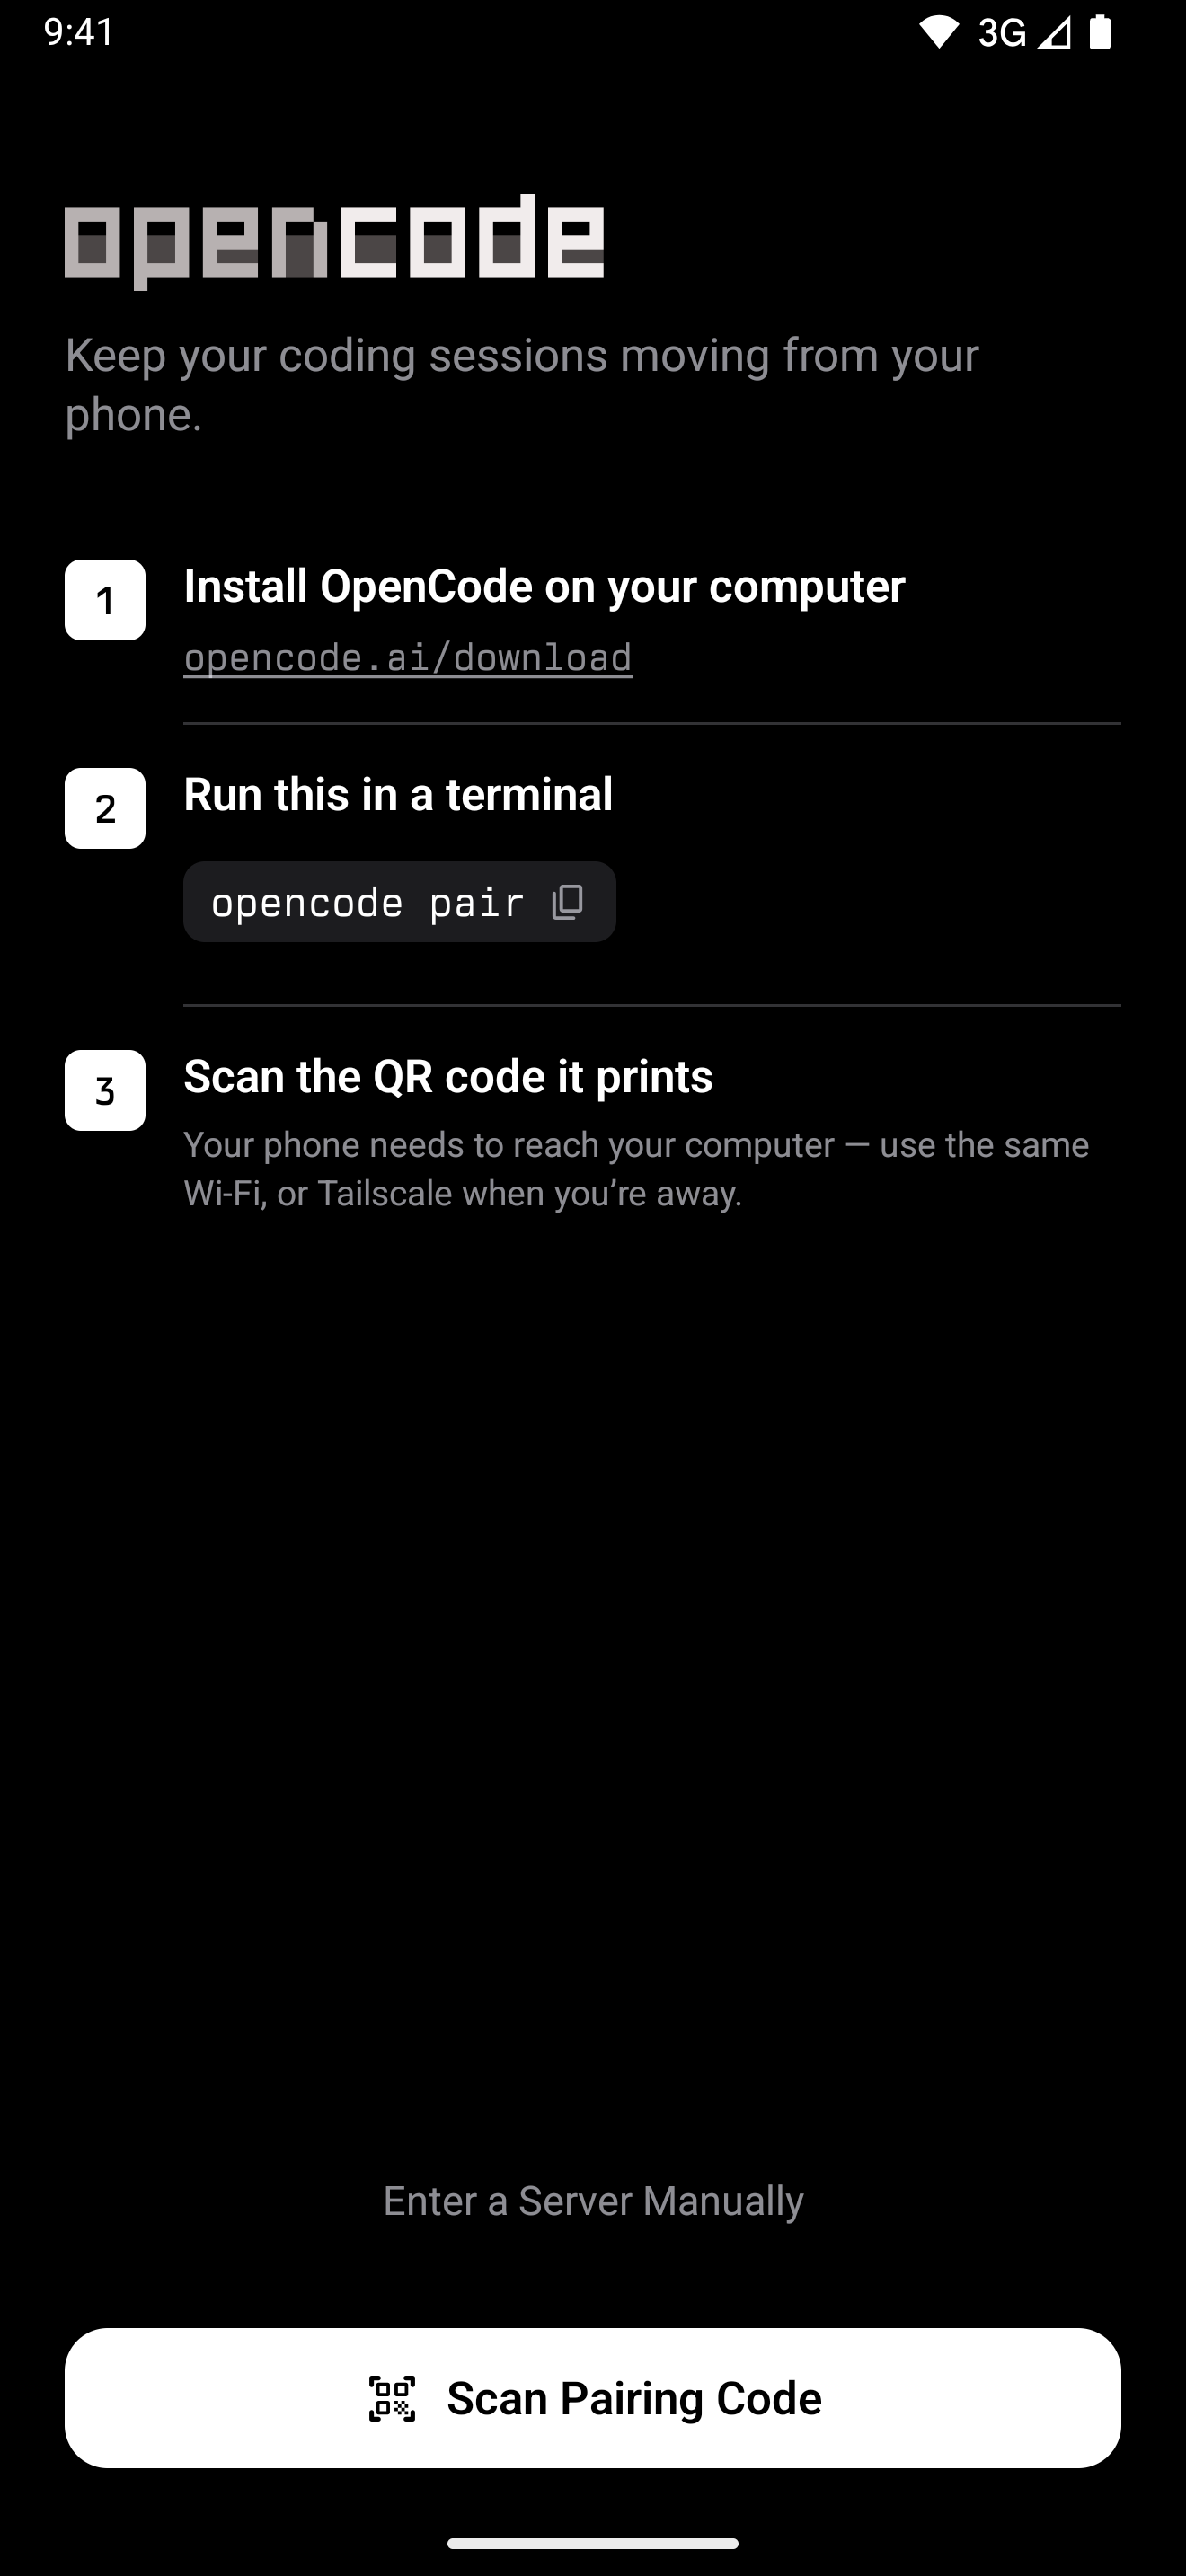 9:41
3G
opencode
Keep your coding sessions moving from your
phone.
1
Install OpenCode on your computer
opencode.ai/download
2
Run this in a terminal
opencode pair
3
Scan the QR code it prints
Your phone needs to reach your computer — use the same
Wi-Fi, or Tailscale when you’re away.
Enter a Server Manually
Scan Pairing Code